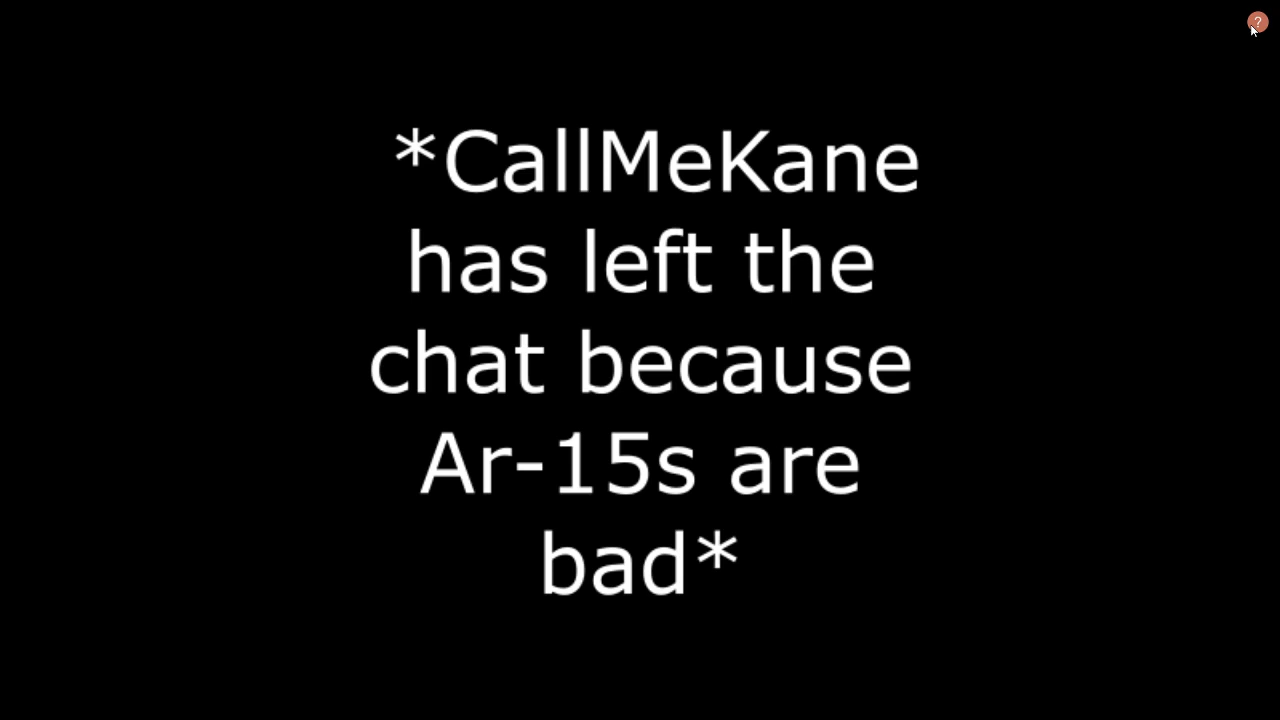 ?
*CallMeKane
has left the
chat because
Ar-15s are
bad*